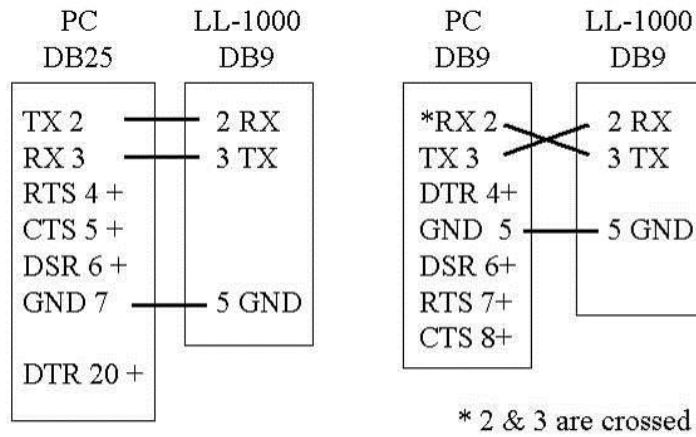 PC
DB25
LL-1000
DB9
TX 2
RX 3
RTS 4 +
CTS 5 +
DSR 6 +
GND 7
DTR 20 +
2 RX
3 TX
5 GND
PC
DB9
LL-1000
DB9
*RX 2
TX 3
DTR 4+
GND 5
DSR 6+
RTS 7+
CTS 8+
2 RX
3 TX
5 GND
* 2 & 3 are crossed